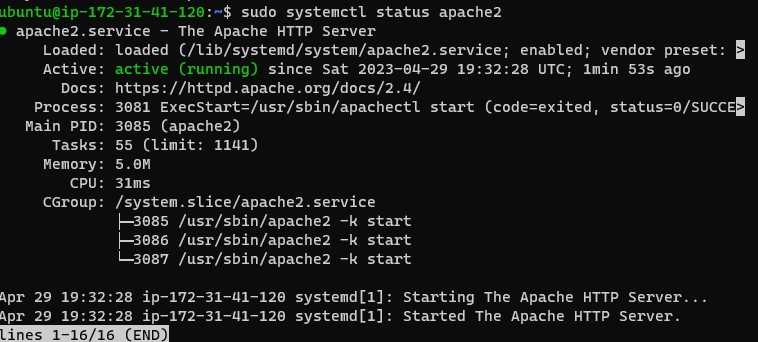 ubuntu@ip-172-31-41-120:~$ sudo systemctl status apache2
● apache2.service - The Apache HTTP Server
     Loaded: loaded (/lib/systemd/system/apache2.service; enabled; vendor preset: >
     Active: active (running) since Sat 2023-04-29 19:32:28 UTC; 1min 53s ago
       Docs: https://httpd.apache.org/docs/2.4/
    Process: 3081 ExecStart=/usr/sbin/apachectl start (code=exited, status=0/SUCCE>
   Main PID: 3085 (apache2)
      Tasks: 55 (limit: 1141)
     Memory: 5.0M
        CPU: 31ms
     CGroup: /system.slice/apache2.service
             ├─3085 /usr/sbin/apache2 -k start
             ├─3086 /usr/sbin/apache2 -k start
             └─3087 /usr/sbin/apache2 -k start
Apr 29 19:32:28 ip-172-31-41-120 systemd[1]: Starting The Apache HTTP Server...
Apr 29 19:32:28 ip-172-31-41-120 systemd[1]: Started The Apache HTTP Server.
lines 1-16/16 (END)